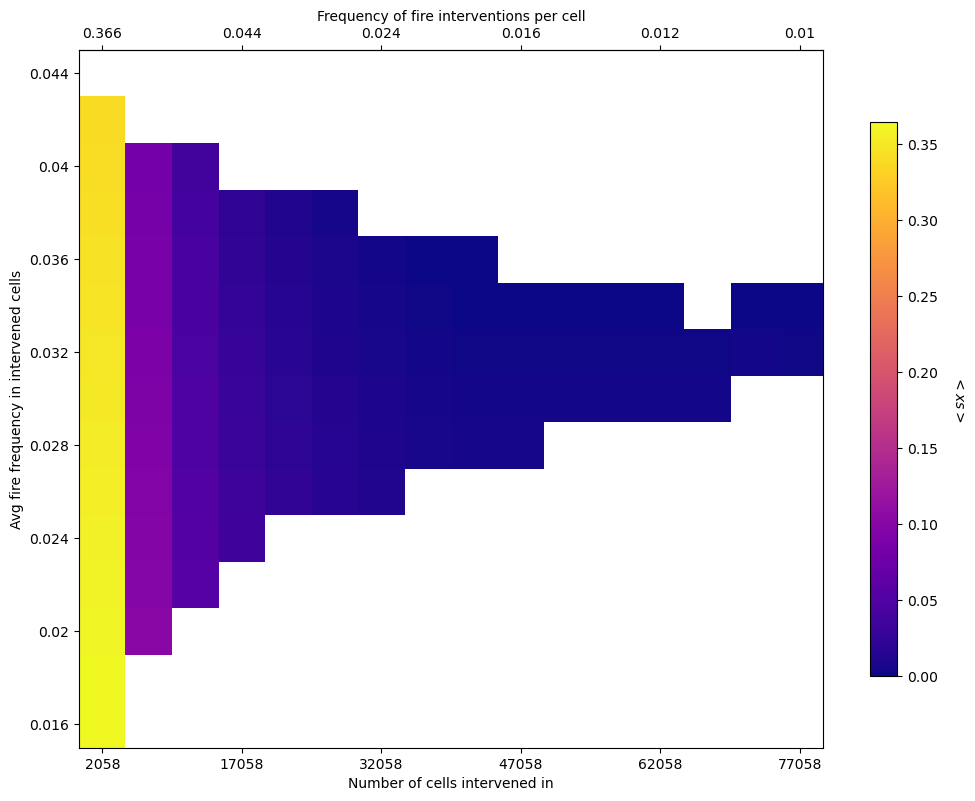 Frequency of fire interventions per cell
0.366 0.044 0.024 0.016 0.012 0.01
Avg fire frequency in intervened cells
0.044
0.04
0.036
0.032
0.028
0.024
0.02
0.016
2058 17058 32058 47058 62058 77058
Number of cells intervened in
0.35
0.30
0.25
0.20
0.15
0.10
0.05
0.00
< sx >